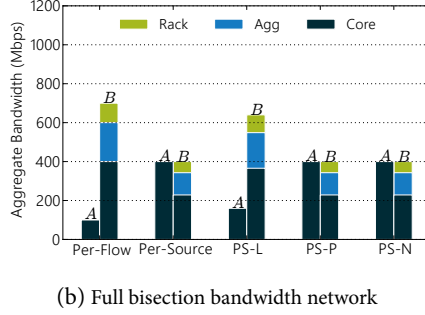 Aggregate Bandwidth (Mbps)
1200
1000
800
600
400
200
0
Rack Agg Core
A B A B A B A B A B
Per-Flow Per-Source PS-L PS-P PS-N
(b) Full bisection bandwidth network